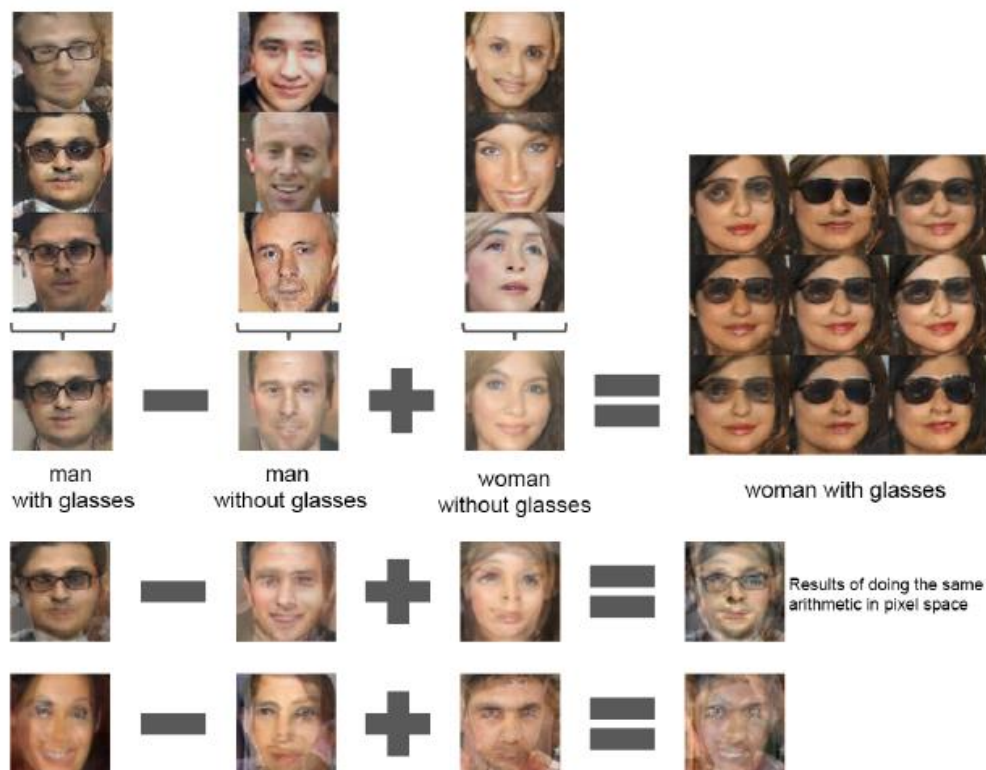 man
with glasses
man
without glasses
woman
without glasses
woman with glasses
Results of doing the same
arithmetic in pixel space